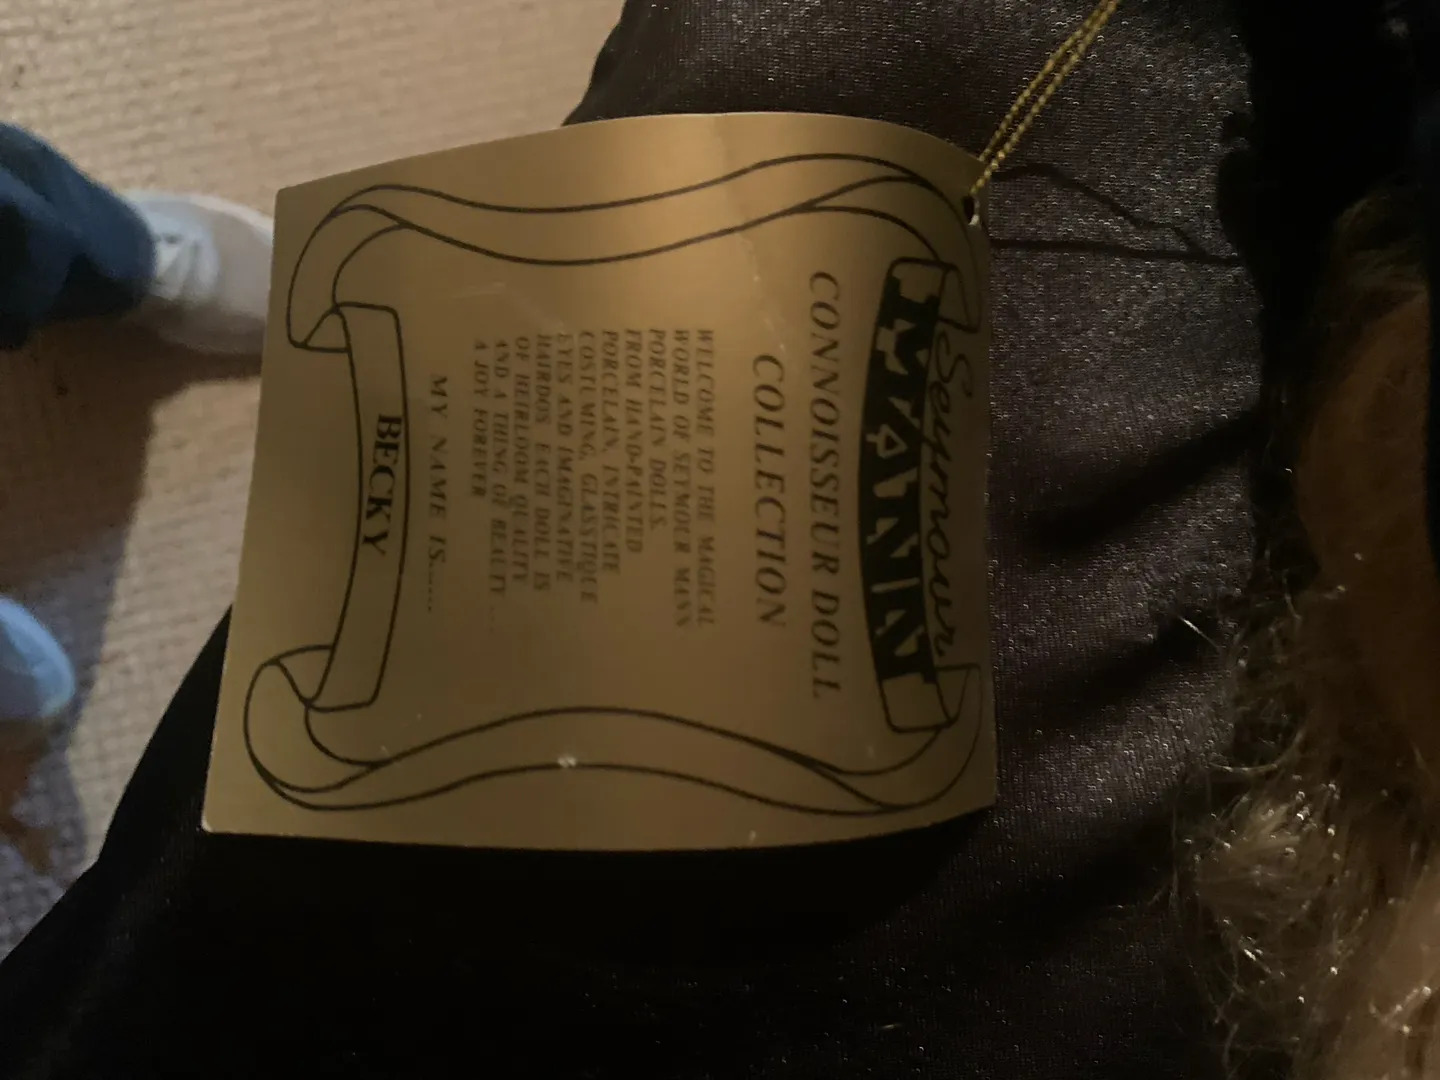 Seymour
MANN
CONNOISSEUR DOLL
COLLECTION
WELCOME TO THE MAGICAL
WORLD OF SEYMOUR MANN
PORCELAIN DOLLS.
FROM HAND-PAINTED
PORCELAIN, INTRICATE
COSTUMING, GLASSTIQUE
EYES AND IMAGINATIVE
HAIRDOS EACH DOLL IS
OF HEIRLOOM QUALITY
AND A THING OF BEAUTY ....
A JOY FOREVER
MY NAME IS......
BECKY